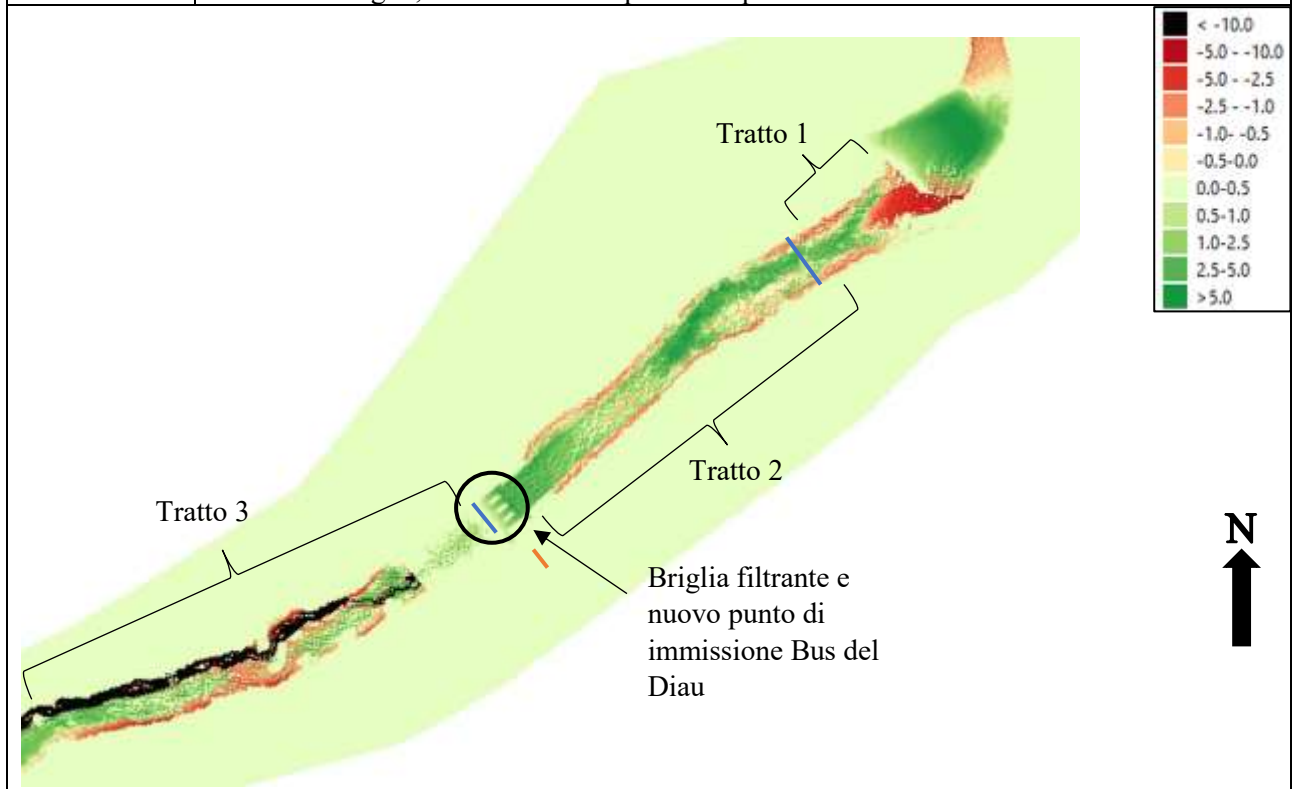 < -10.0
-5.0 - -10.0
-5.0 - -2.5
-2.5 - -1.0
-1.0- -0.5
-0.5-0.0
0.0-0.5
0.5-1.0
1.0-2.5
2.5-5.0
>5.0
Tratto 1
Tratto 2
Tratto 3
Briglia filtrante e
nuovo punto di
immissione Bus del
Diau
N